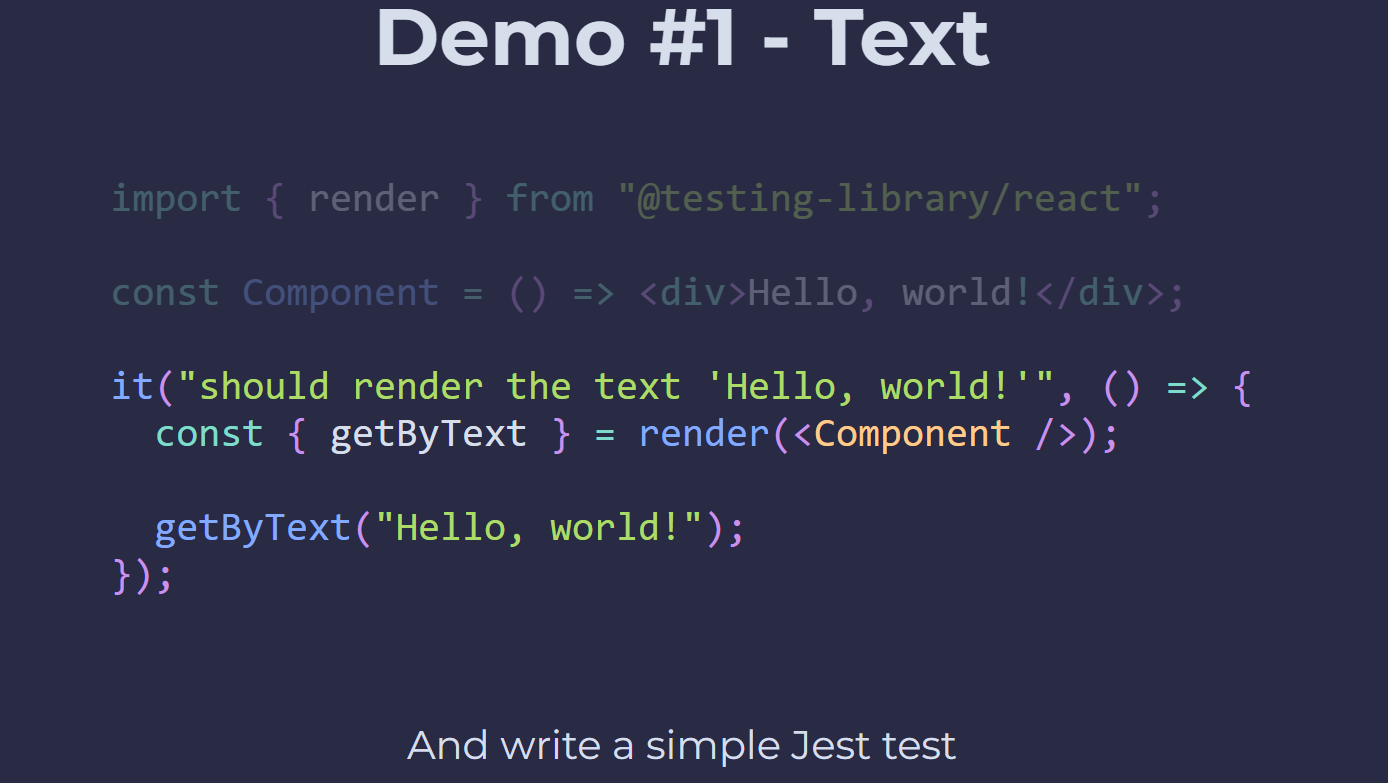 Demo #1 - Text
import { render } from "@testing-library/react";
const Component = () => <div>Hello, world!</div>;
it("should render the text 'Hello, world!'", () => {
  const { getByText } = render(<Component />);
  getByText("Hello, world!");
});
And write a simple Jest test